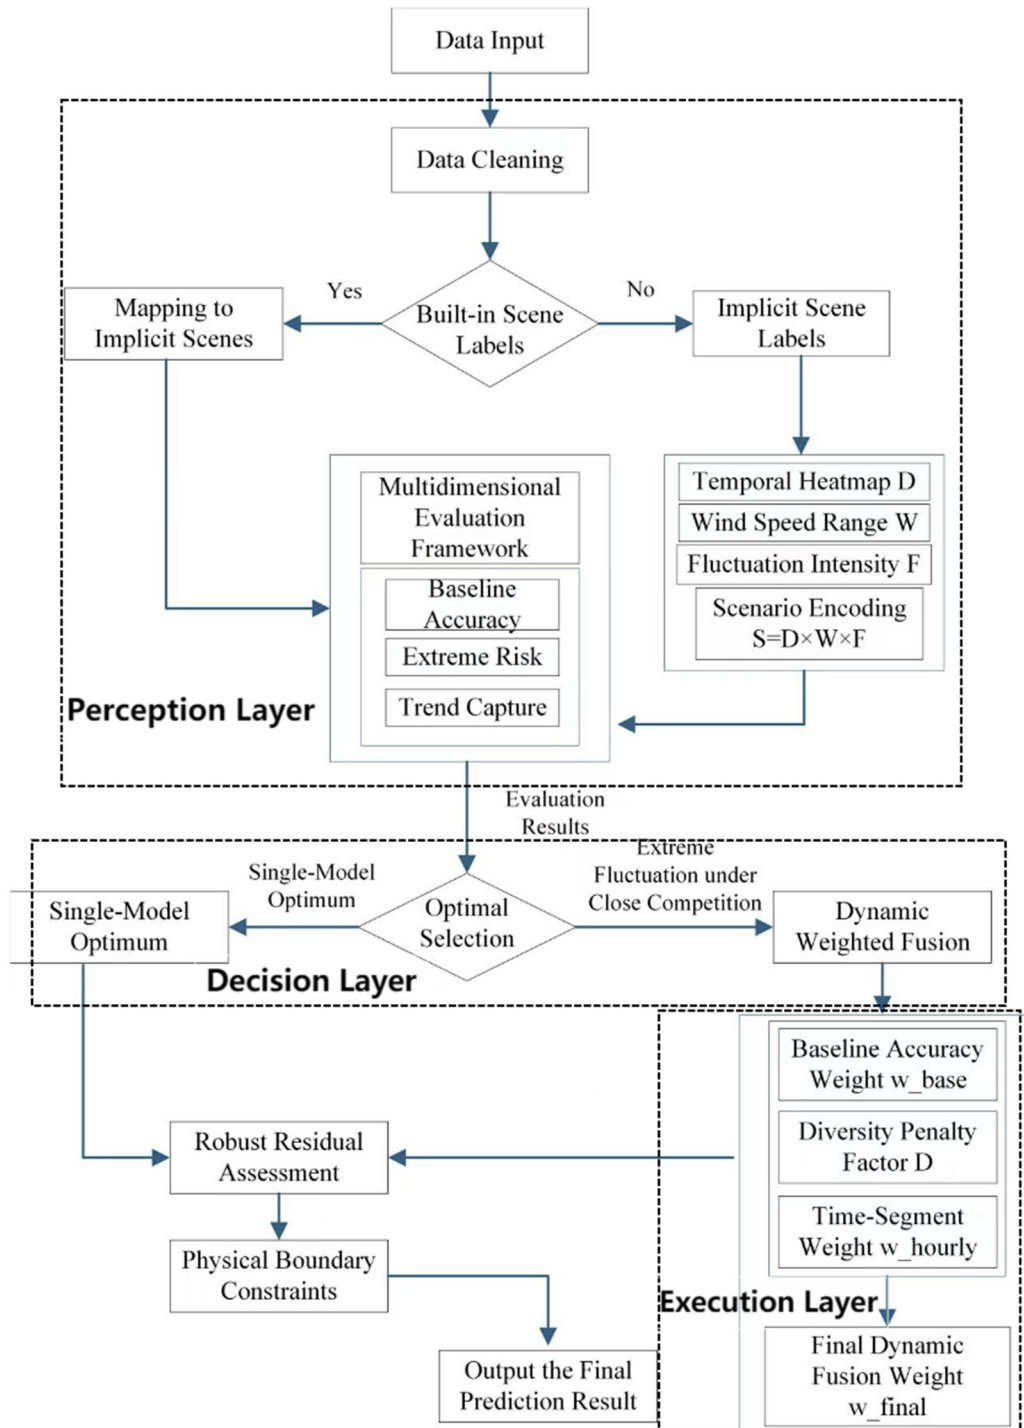 Data Input
Data Cleaning
Yes
No
Mapping to
Implicit Scenes
Built-in Scene
Labels
Implicit Scene
Labels
Multidimensional
Evaluation
Framework
Baseline
Accuracy
Extreme Risk
Trend Capture
Temporal Heatmap D
Wind Speed Range W
Fluctuation Intensity F
Scenario Encoding
S=D×W×F
Perception Layer
Evaluation
Results
Single-Model
Optimum
Extreme
Fluctuation under
Close Competition
Single-Model
Optimum
Optimal
Selection
Dynamic
Weighted Fusion
Decision Layer
Baseline Accuracy
Weight w_base
Diversity Penalty
Factor D
Time-Segment
Weight w_hourly
Robust Residual
Assessment
Physical Boundary
Constraints
Execution Layer
Output the Final
Prediction Result
Final Dynamic
Fusion Weight
w_final